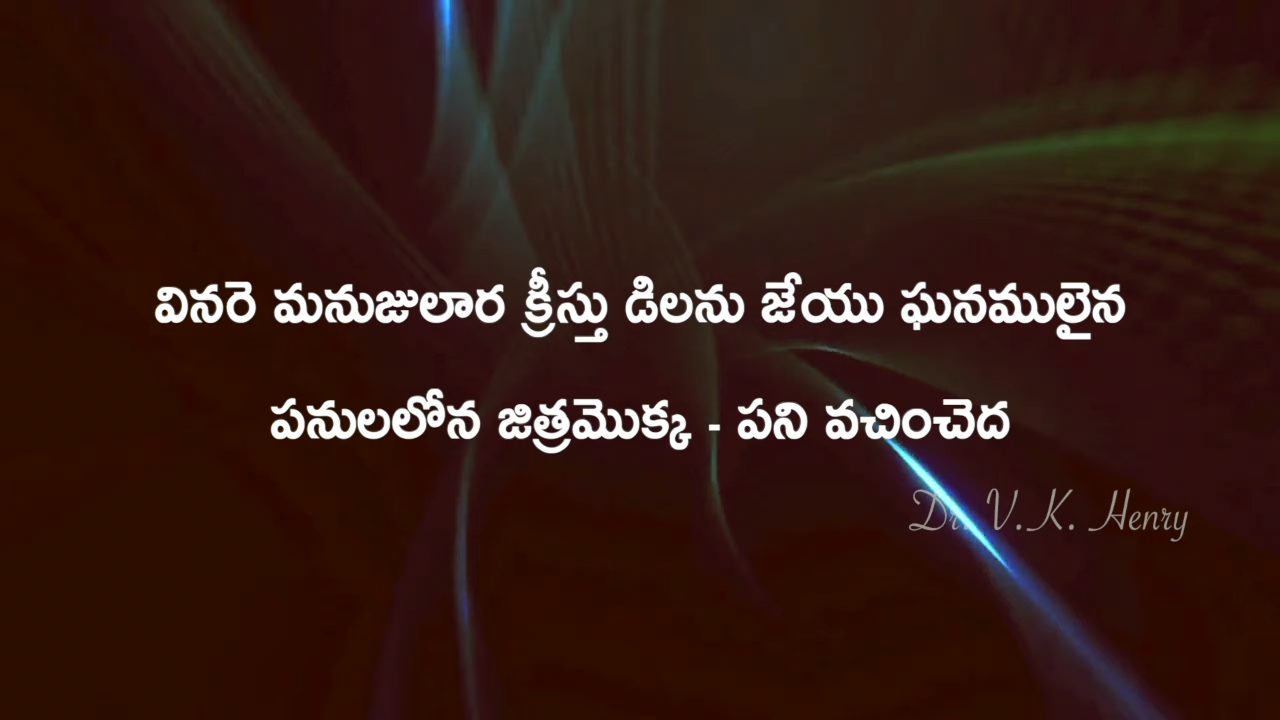 వినరె మనుజులార క్రీస్తు డిలను జేయు ఘనములైన
పనులలోన జిత్రమొక్క - పని వచించెద
Dr. V. K. Henry